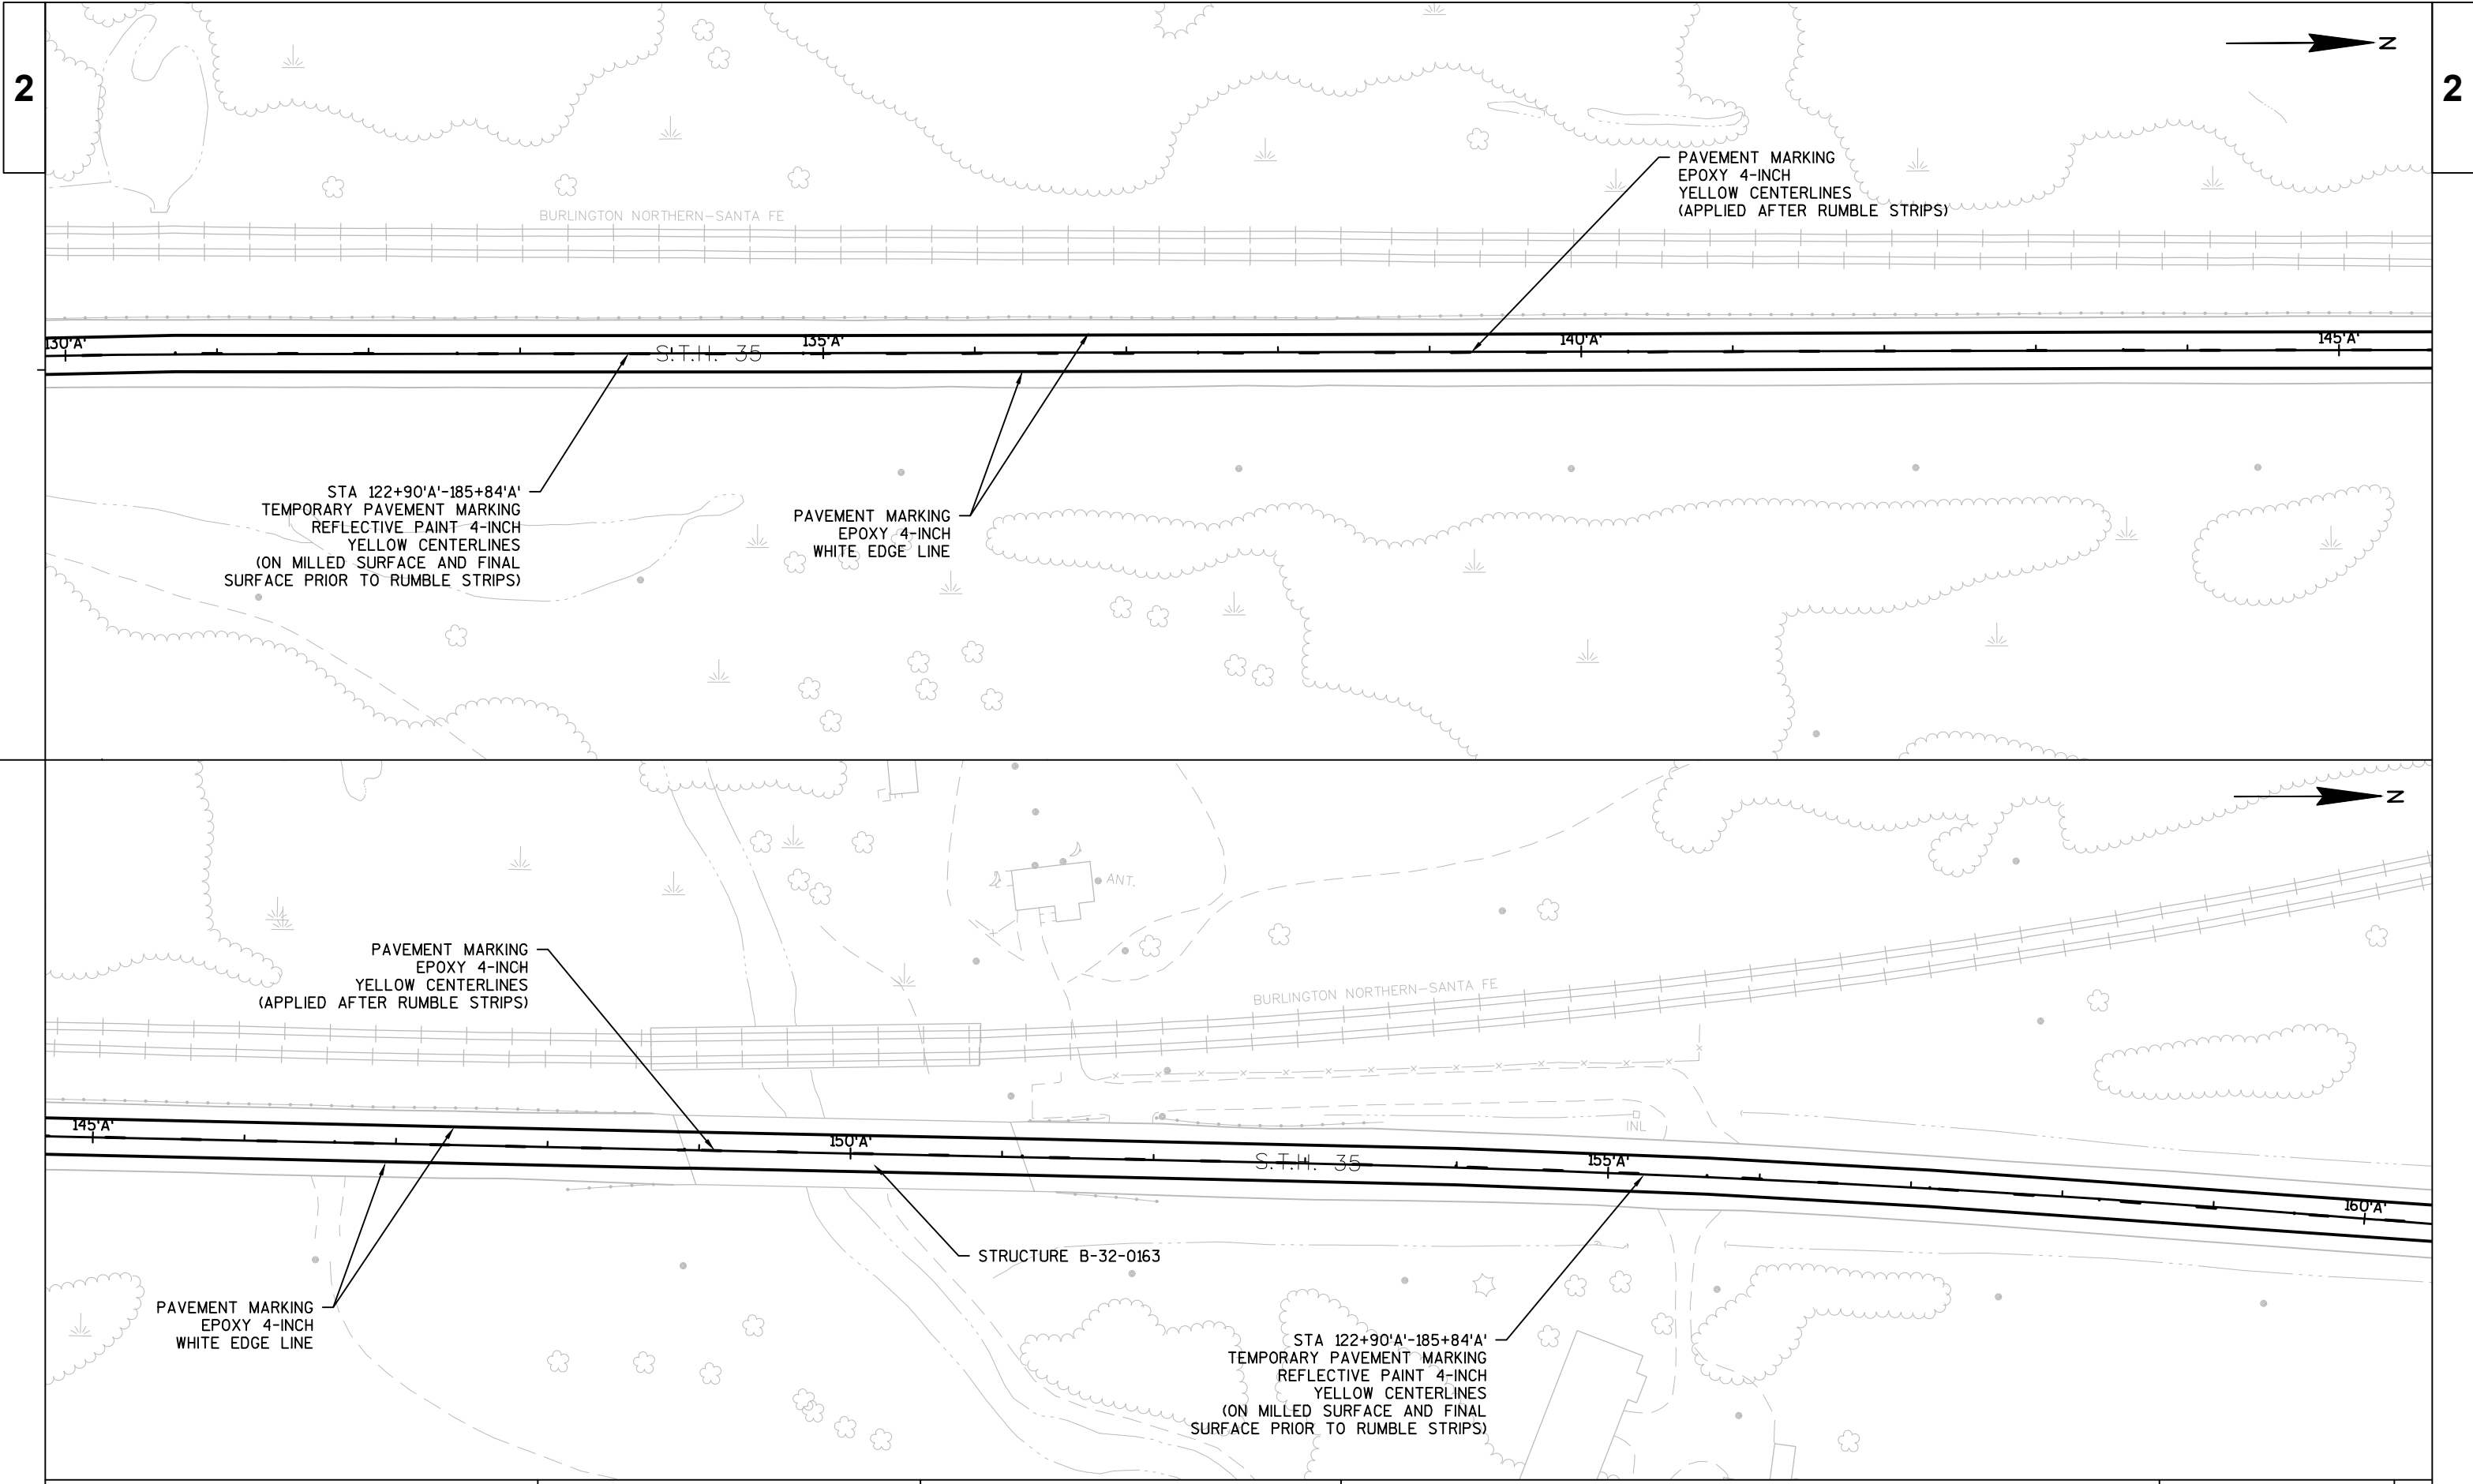 2
2
N
PAVEMENT MARKING
EPOXY 4-INCH
YELLOW CENTERLINES
(APPLIED AFTER RUMBLE STRIPS)
BURLINGTON NORTHERN-SANTA FE
130'A'
S.T.H. 35
135'A'
140'A'
145'A'
STA 122+90'A'-185+84'A'
TEMPORARY PAVEMENT MARKING
REFLECTIVE PAINT 4-INCH
YELLOW CENTERLINES
(ON MILLED SURFACE AND FINAL
SURFACE PRIOR TO RUMBLE STRIPS)
PAVEMENT MARKING
EPOXY 4-INCH
WHITE EDGE LINE
N
ANT.
PAVEMENT MARKING
EPOXY 4-INCH
YELLOW CENTERLINES
(APPLIED AFTER RUMBLE STRIPS)
BURLINGTON NORTHERN-SANTA FE
INL
145'A'
150'A'
S.T.H. 35
155'A'
160'A'
STRUCTURE B-32-0163
PAVEMENT MARKING
EPOXY 4-INCH
WHITE EDGE LINE
STA 122+90'A'-185+84'A'
TEMPORARY PAVEMENT MARKING
REFLECTIVE PAINT 4-INCH
YELLOW CENTERLINES
(ON MILLED SURFACE AND FINAL
SURFACE PRIOR TO RUMBLE STRIPS)